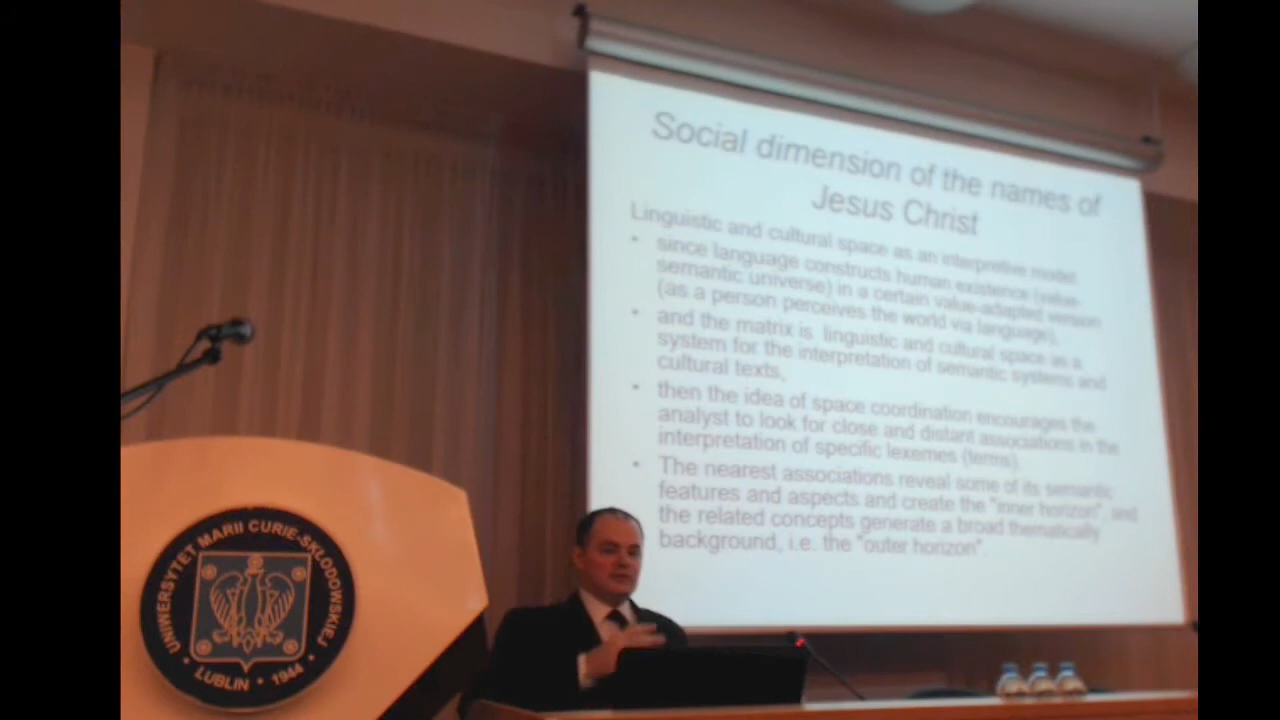 Social dimension of the names of
Jesus Christ
Linguistic and cultural space as an interpretive model
• since language constructs human existence (value-
semantic universe) in a certain value-adapted version
(as a person perceives the world via language),
• and the matrix is linguistic and cultural space as a
system for the interpretation of semantic systems and
cultural texts,
• then the idea of space coordination encourages the
analyst to look for close and distant associations in the
interpretation of specific lexemes (terms).
• The nearest associations reveal some of its semantic
features and aspects and create the "inner horizon", and
the related concepts generate a broad thematically
background, i.e. the "outer horizon".
UNIWERSYTET MARII CURIE-SKŁODOWSKIEJ
• LUBLIN • 1944 •